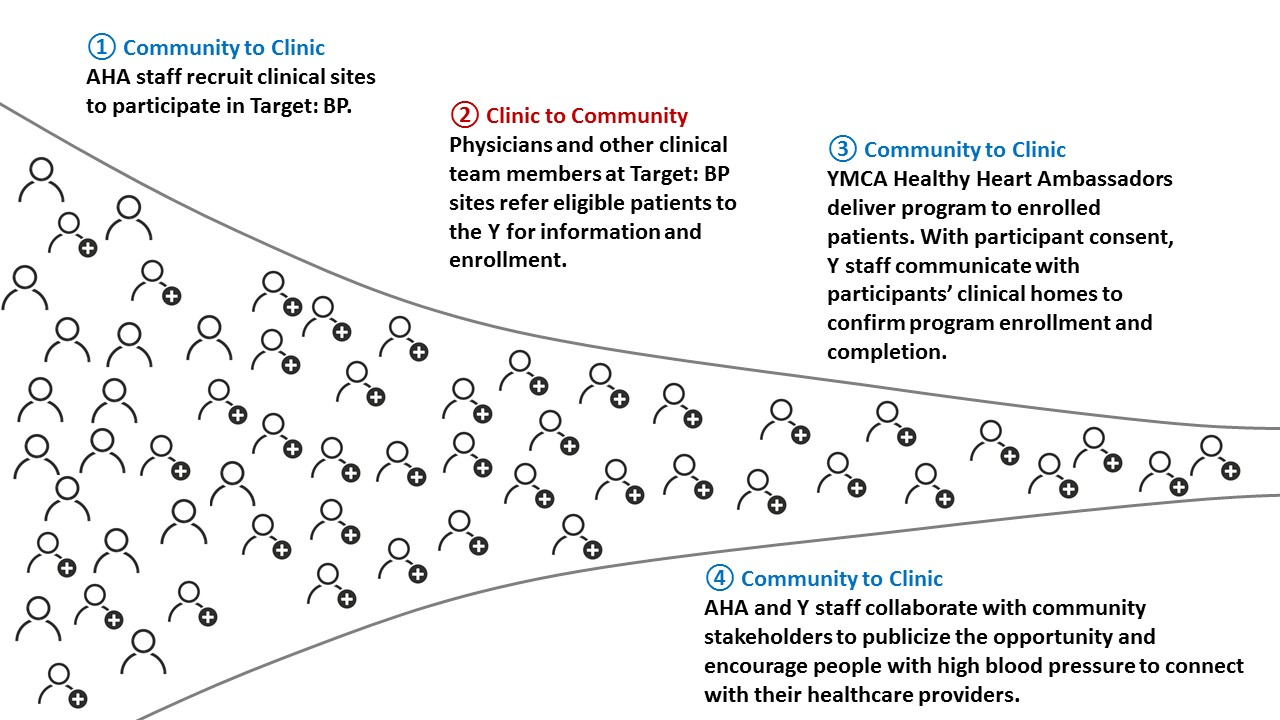 ① Community to Clinic
AHA staff recruit clinical sites
to participate in Target: BP.
② Clinic to Community
Physicians and other clinical
team members at Target: BP
sites refer eligible patients to
the Y for information and
enrollment.
③ Community to Clinic
YMCA Healthy Heart Ambassadors
deliver program to enrolled
patients. With participant consent,
Y staff communicate with
participants’ clinical homes to
confirm program enrollment and
completion.
④ Community to Clinic
AHA and Y staff collaborate with community
stakeholders to publicize the opportunity and
encourage people with high blood pressure to connect
with their healthcare providers.